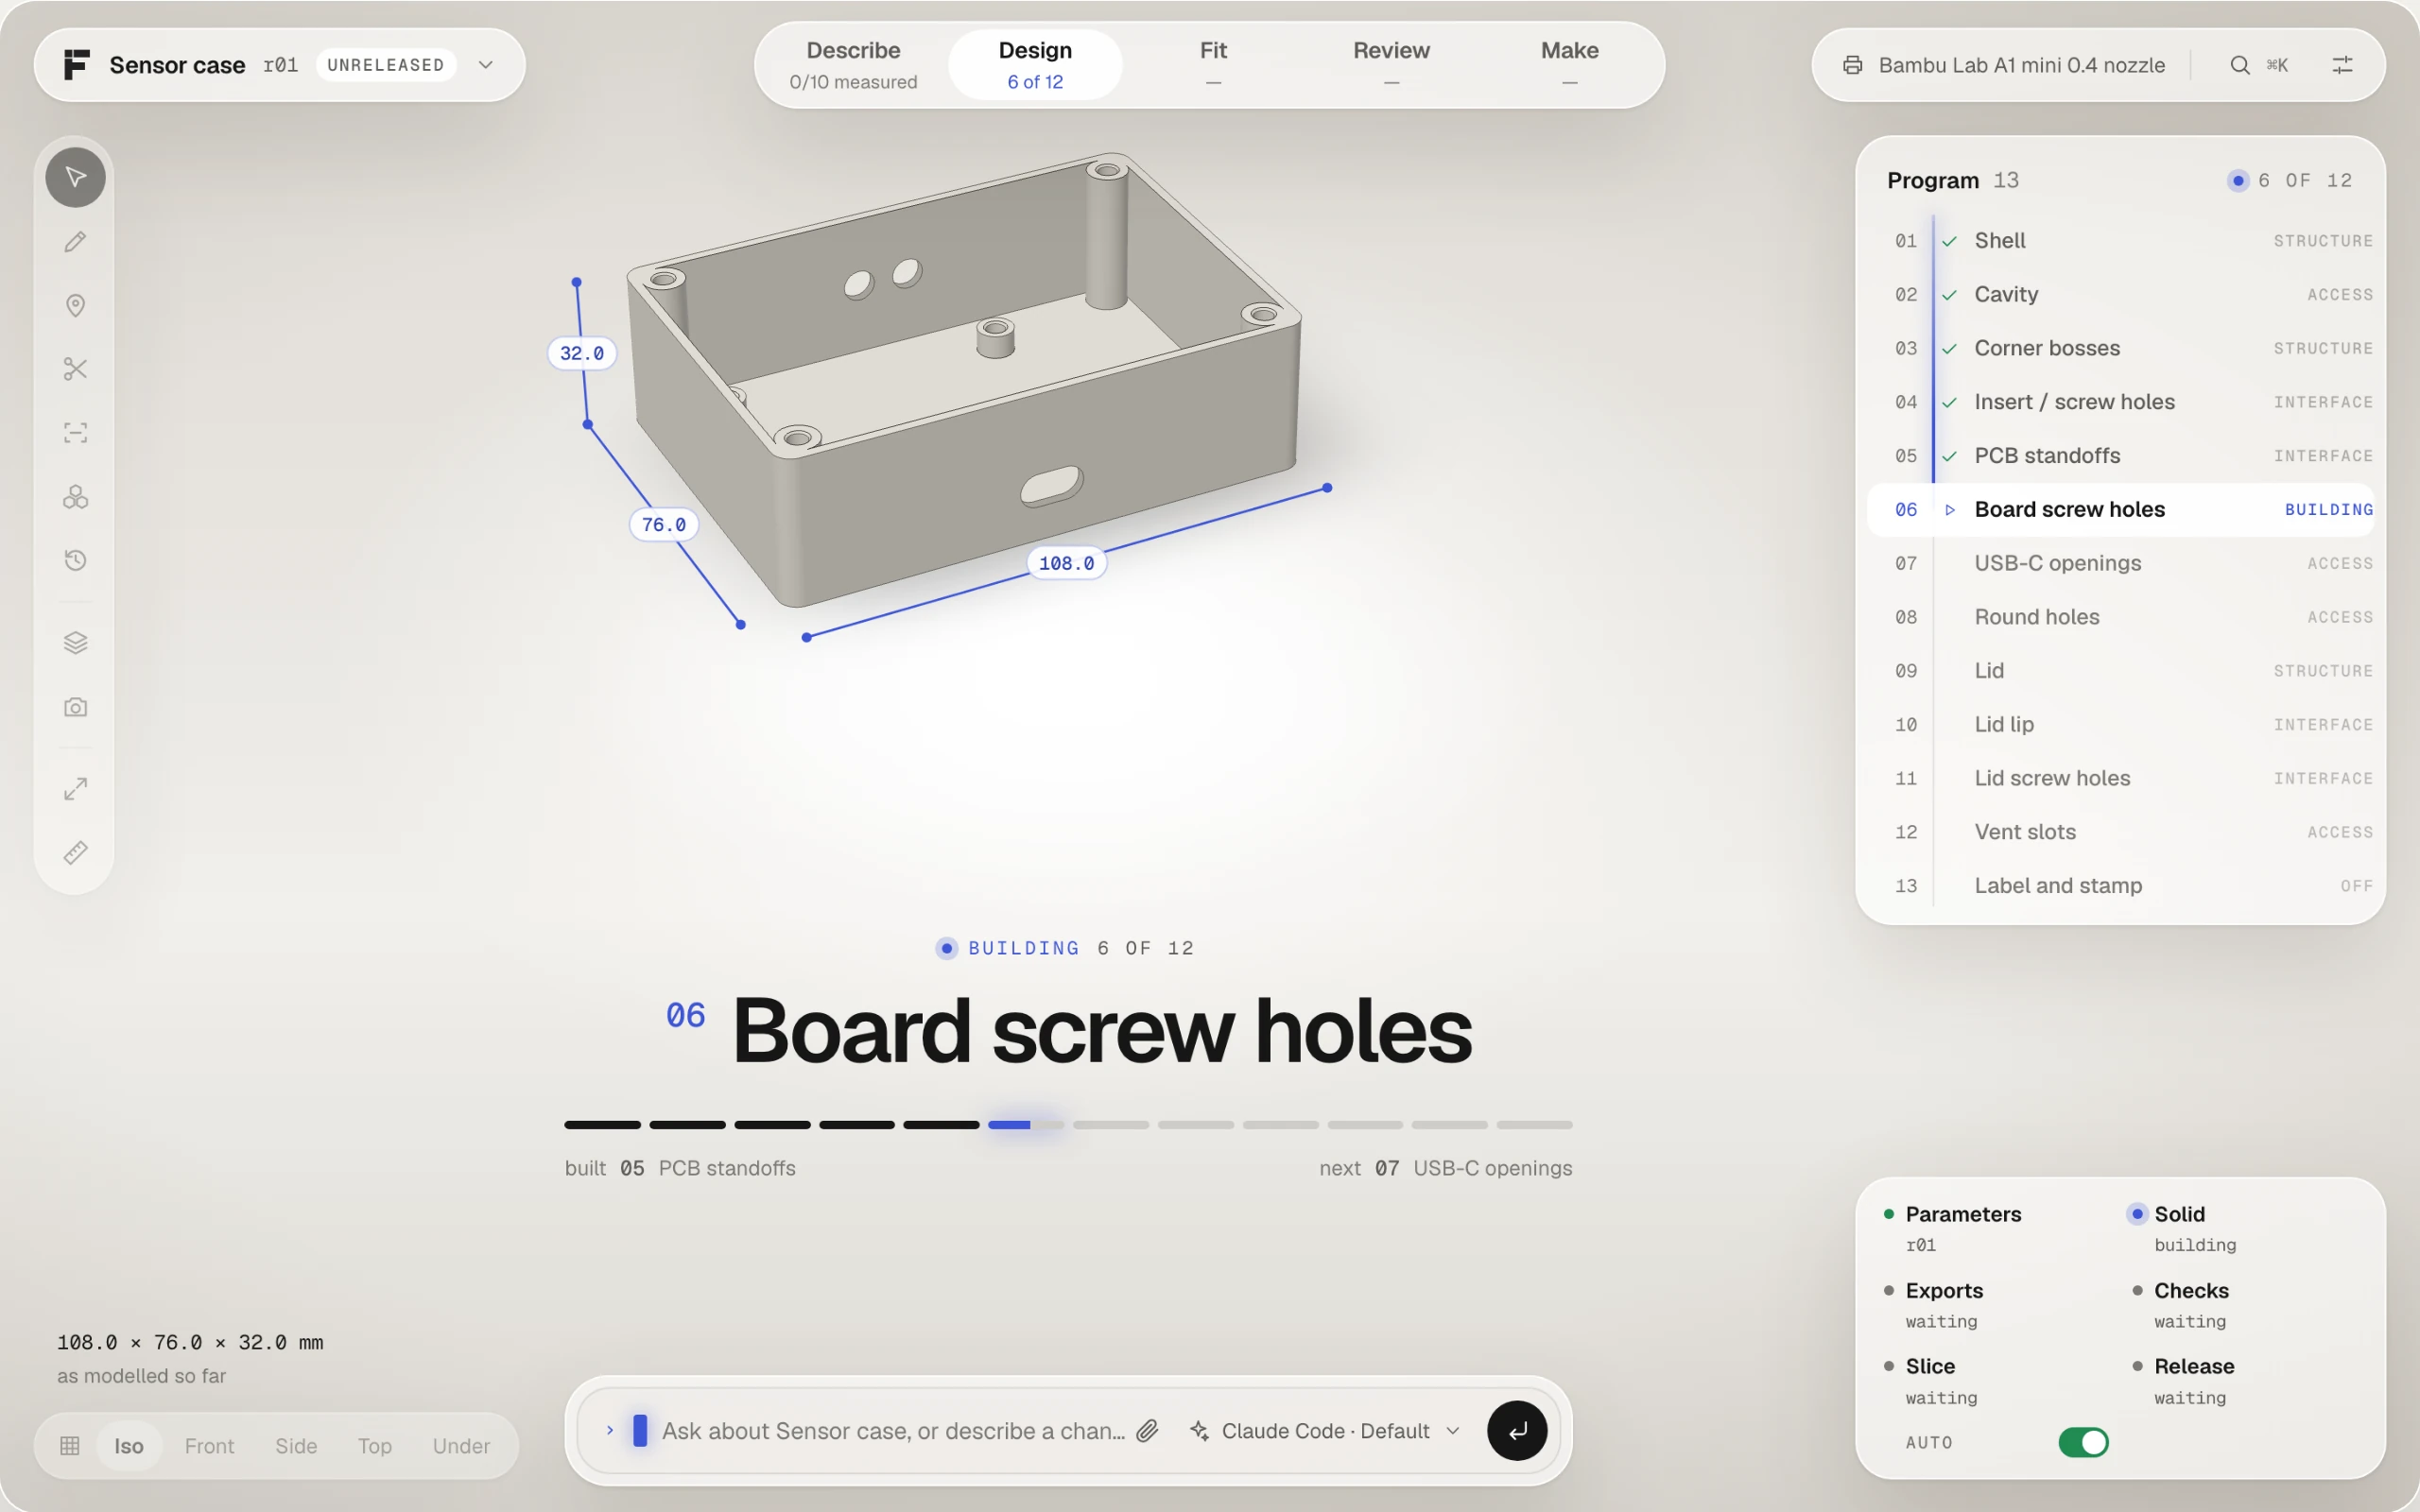 Sensor case r01 UNRELEASED
Describe
0/10 measured
Design
6 of 12
Fit
—
Review
—
Make
—
Bambu Lab A1 mini 0.4 nozzle
⌘K
32.0
76.0
108.0
Program 13
6 OF 12
01 Shell STRUCTURE
02 Cavity ACCESS
03 Corner bosses STRUCTURE
04 Insert / screw holes INTERFACE
05 PCB standoffs INTERFACE
06 Board screw holes BUILDING
07 USB-C openings ACCESS
08 Round holes ACCESS
09 Lid STRUCTURE
10 Lid lip INTERFACE
11 Lid screw holes INTERFACE
12 Vent slots ACCESS
13 Label and stamp OFF
BUILDING 6 OF 12
06 Board screw holes
built 05 PCB standoffs
next 07 USB-C openings
Parameters
r01
Solid
building
Exports
waiting
Checks
waiting
Slice
waiting
Release
waiting
AUTO
108.0 × 76.0 × 32.0 mm
as modelled so far
Iso Front Side Top Under
Ask about Sensor case, or describe a chan...
Claude Code · Default